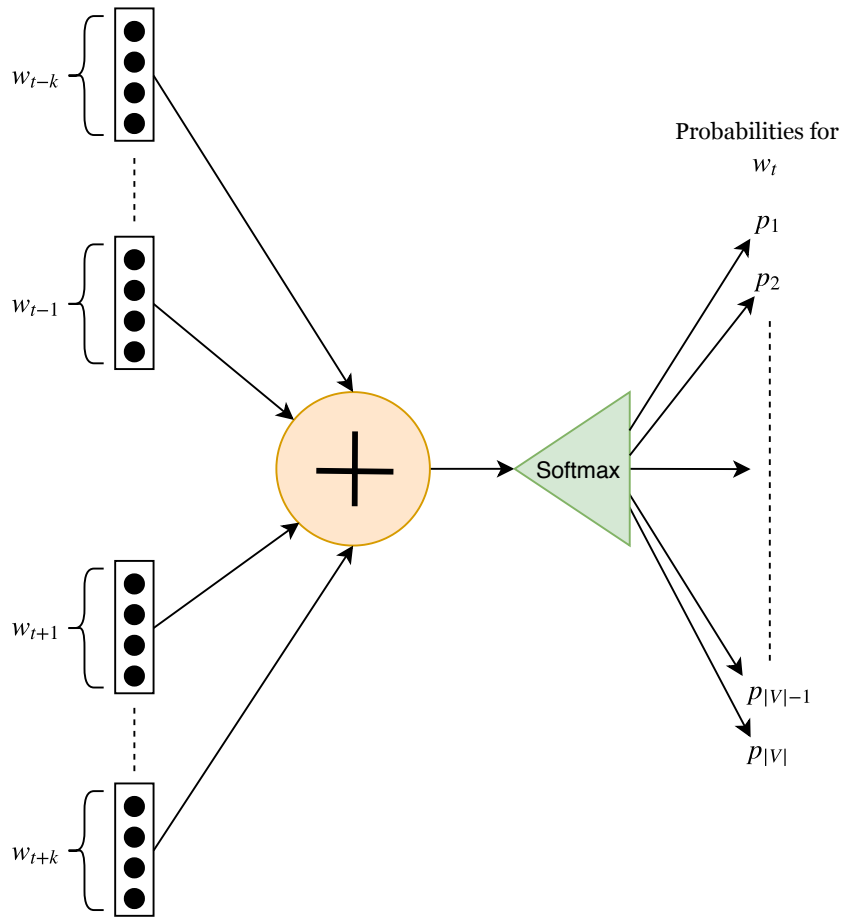 w_{t−k}
w_{t−1}
w_{t+1}
w_{t+k}
+
Softmax
Probabilities for
w_t
p_1
p_2
p_{|V|−1}
p_{|V|}